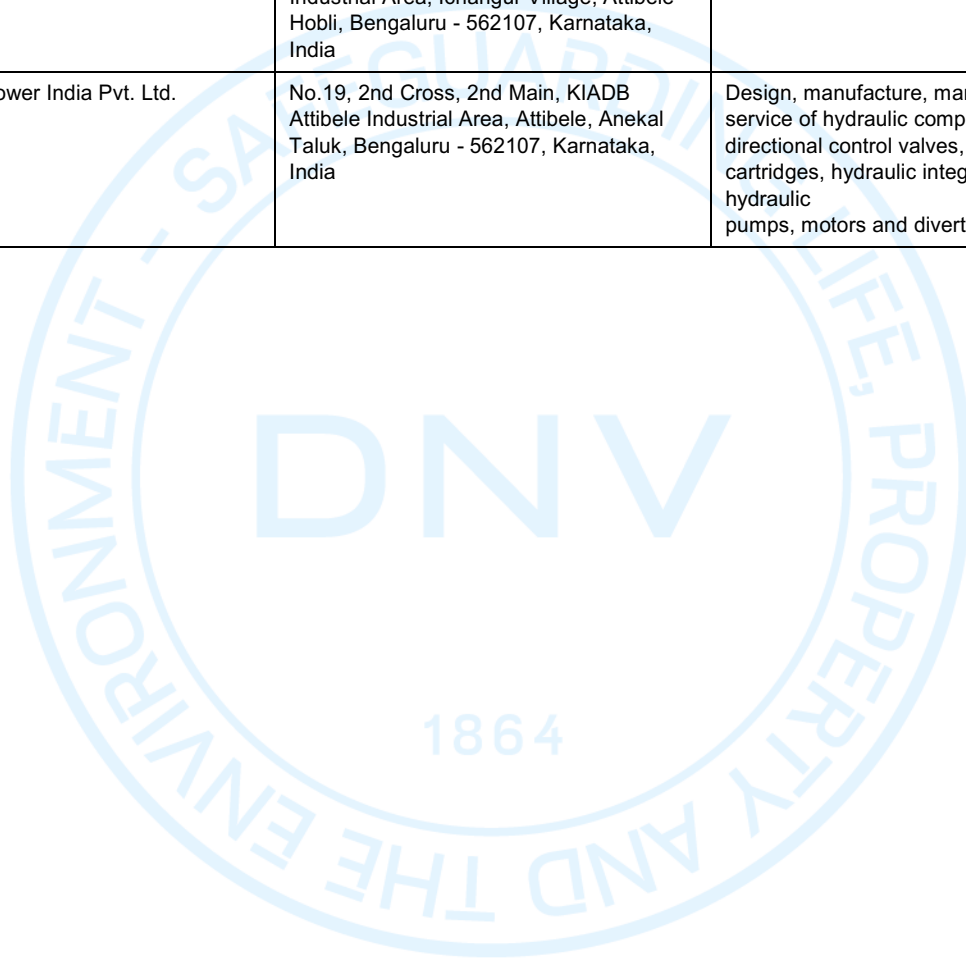 Industrial Area, Ichangur Village, Attibele
Hobli, Bengaluru - 562107, Karnataka,
India
ower India Pvt. Ltd.
No.19, 2nd Cross, 2nd Main, KIADB
Attibele Industrial Area, Attibele, Anekal
Taluk, Bengaluru - 562107, Karnataka,
India
Design, manufacture, mar
service of hydraulic comp
directional control valves,
cartridges, hydraulic integ
hydraulic
pumps, motors and divert
SAFEGUARDING LIFE, PROPERTY AND THE ENVIRONMENT -
DNV
1864